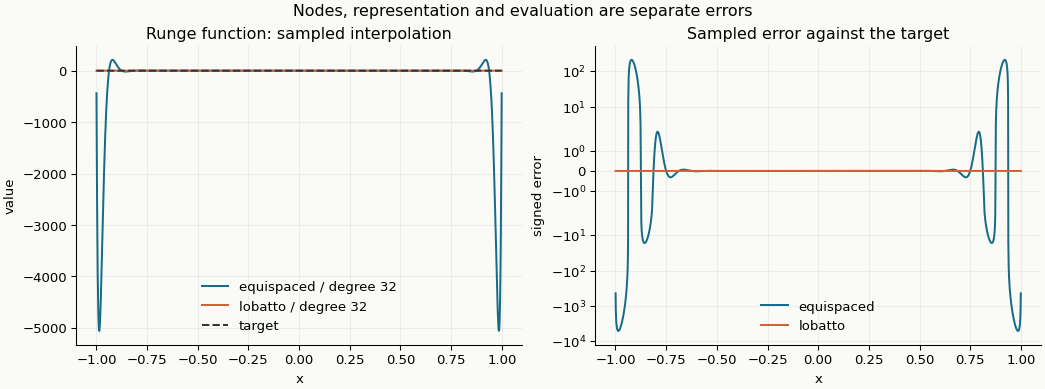 Nodes, representation and evaluation are separate errors
Runge function: sampled interpolation
value
0
−1000
−2000
−3000
−4000
−5000
equispaced / degree 32
lobatto / degree 32
target
−1.00 −0.75 −0.50 −0.25 0.00 0.25 0.50 0.75 1.00
x
Sampled error against the target
signed error
10²
10¹
10⁰
0
−10⁰
−10¹
−10²
−10³
−10⁴
equispaced
lobatto
−1.00 −0.75 −0.50 −0.25 0.00 0.25 0.50 0.75 1.00
x